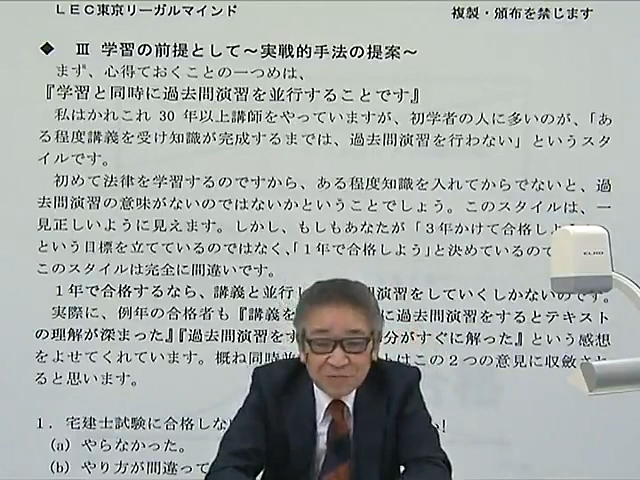 LEC東京リーガルマインド 複製・頒布を禁じます
◆ Ⅲ 学習の前提として~実戦的手法の提案~
まず、心得ておくことの一つめは、
『学習と同時に過去問演習を並行することです』
私はかれこれ 30 年以上講師をやっていますが、初学者の人に多いのが、「あ
る程度講義を受け知識が完成するまでは、過去問演習を行わない」というスタ
イルです。
初めて法律を学習するのですから、ある程度知識を入れてからでないと、過
去問演習の意味がないのではないかということでしょう。このスタイルは、一
見正しいように見えます。しかし、もしもあなたが「3年かけて合格しよ
という目標を立てているのではなく、「1年で合格しよう」と決めているので
このスタイルは完全に間違いです。
ELMO
1年で合格するなら、講義と並行し 演習をしていくしかないのです。
実際に、例年の合格者も『講義を に過去問演習をするとテキスト
の理解が深まった』『過去問演習をす 分がすぐに解った』という感想
をよせてくれています。概ね同時並 はこの2つの意見に収斂され
ると思います。
1.宅建士試験に合格しな !
(a) やらなかった。
(b) やり方が間違って